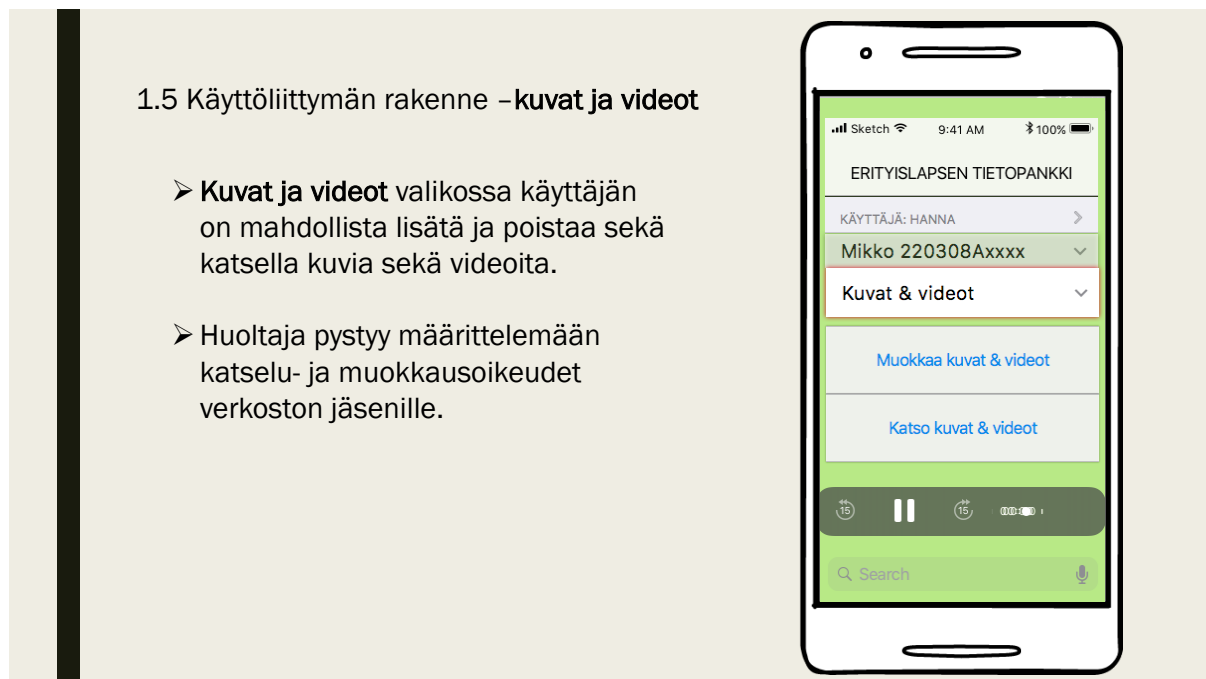 1.5 Käyttöliittymän rakenne –kuvat ja videot
➢ Kuvat ja videot valikossa käyttäjän
on mahdollista lisätä ja poistaa sekä
katsella kuvia sekä videoita.
➢ Huoltaja pystyy määrittelemään
katselu- ja muokkausoikeudet
verkoston jäsenille.
Sketch 9:41 AM 100%
ERITYISLAPSEN TIETOPANKKI
KÄYTTÄJÄ: HANNA
Mikko 220308Axxxx
Kuvat & videot
Muokkaa kuvat & videot
Katso kuvat & videot
15 15
Search